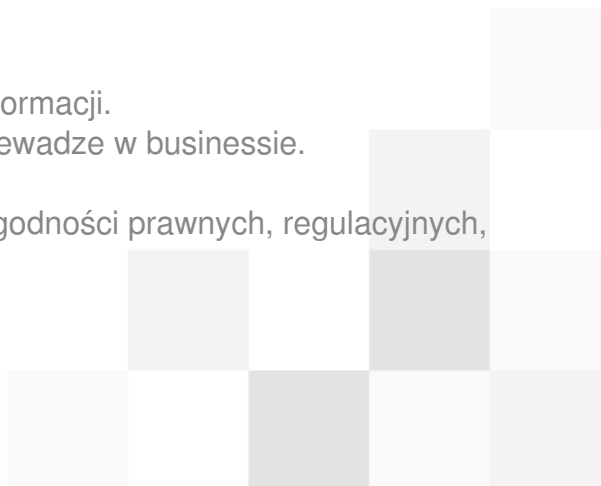 ormacji.
ewadze w businessie.
godności prawnych, regulacyjnych,